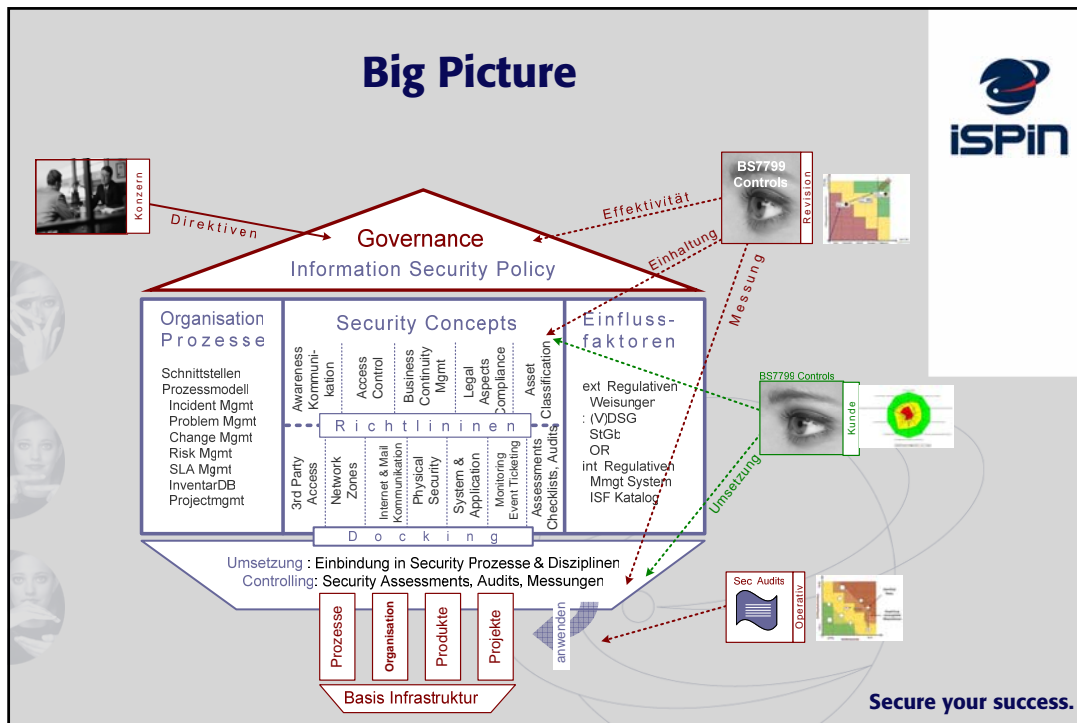 Big Picture
iSPiN
Konzern
Direktiven
Governance
Information Security Policy
Effektivität
Einhaltung
Messung
BS7799
Controls
Revision
Organisation
Prozesse
Schnittstellen
Prozessmodell
Incident Mgmt
Problem Mgmt
Change Mgmt
Risk Mgmt
SLA Mgmt
InventarDB
Projectmgmt
Security Concepts
Awareness
Kommuni-
kation
Access
Control
Business
Continuity
Mgmt
Legal
Aspects
Compliance
Asset
Classification
Richtlininen
3rd Party
Access
Network
Zones
Internet & Mail
Kommunikation
Physical
Security
System &
Application
Monitoring
Event Ticketing
Assessments
Checklists, Audits
Docking
Einfluss-
faktoren
ext Regulativen
Weisunger
: (V)DSG
StGb
OR
int Regulativen
Mmgt System
ISF Katalog
BS7799 Controls
Kunde
Umsetzung
Umsetzung : Einbindung in Security Prozesse & Disziplinen
Controlling: Security Assessments, Audits, Messungen
Prozesse
Organisation
Produkte
Projekte
anwenden
Basis Infrastruktur
Sec Audits
Operativ
Secure your success.